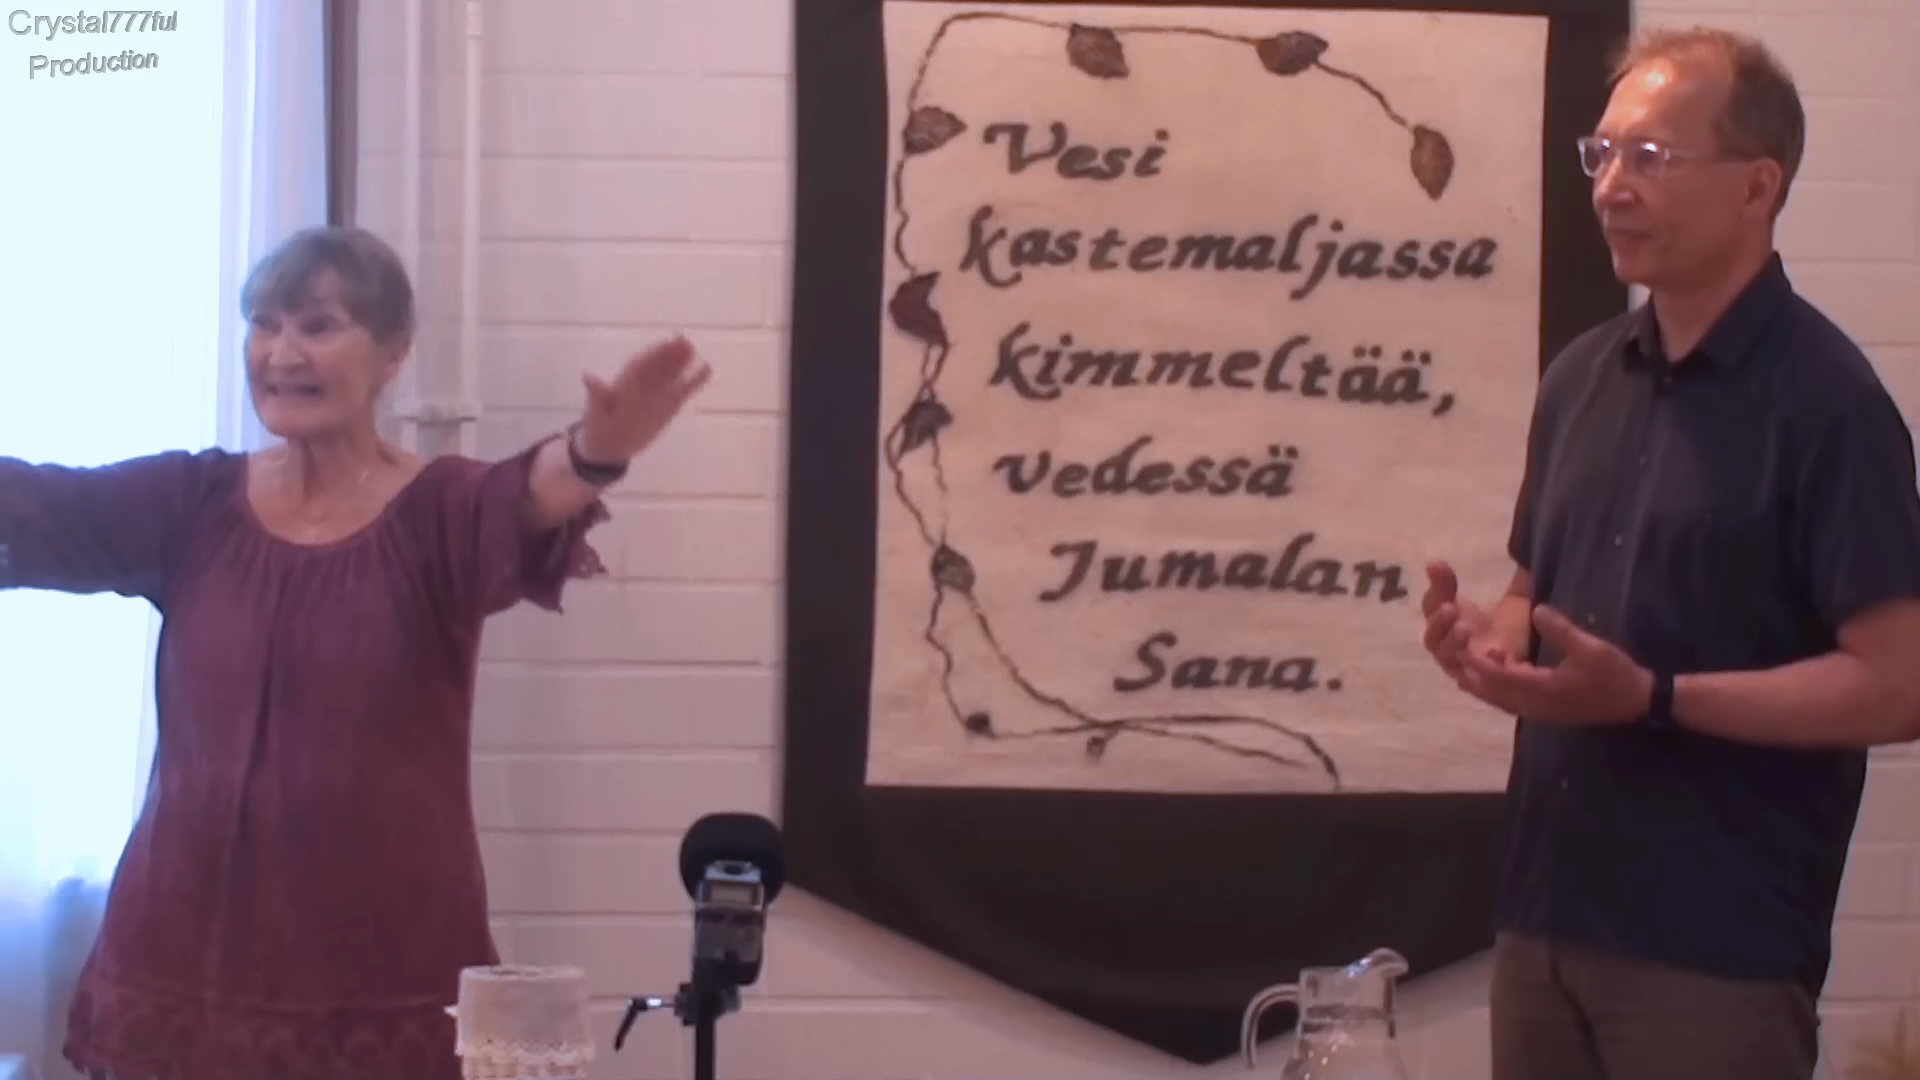 Crystal777ful
Production
Vesi
kastemaljassa
kimmeltää,
vedessä
Jumalan
Sana.